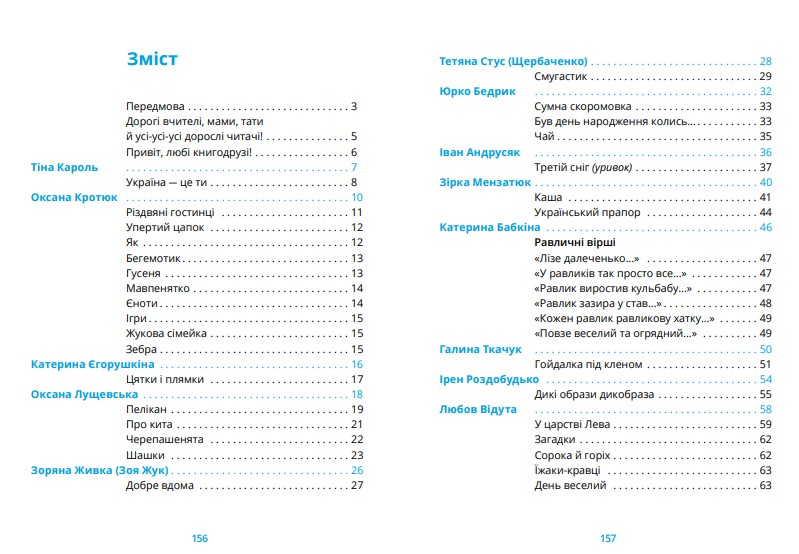 Зміст
Передмова . . . . . . . . . . . . . . . . . . . . . . . . . . . . 3
Дорогі вчителі, мами, тати
й усі-усі-усі дорослі читачі! . . . . . . . . . . . . . . . 5
Привіт, любі книгодрузі! . . . . . . . . . . . . . . . . 6
Тіна Кароль . . . . . . . . . . . . . . . . . . . . . . . . . . . . 7
Україна — це ти . . . . . . . . . . . . . . . . . . . . . . . 8
Оксана Кротюк . . . . . . . . . . . . . . . . . . . . . . . . 10
Різдвяні гостинці . . . . . . . . . . . . . . . . . . . . . . 11
Упертий цапок . . . . . . . . . . . . . . . . . . . . . . . . 12
Як . . . . . . . . . . . . . . . . . . . . . . . . . . . . . . . . . . 12
Бегемотик . . . . . . . . . . . . . . . . . . . . . . . . . . . . 13
Гусеня . . . . . . . . . . . . . . . . . . . . . . . . . . . . . . . 13
Мавпенятко . . . . . . . . . . . . . . . . . . . . . . . . . . 14
Єноти . . . . . . . . . . . . . . . . . . . . . . . . . . . . . . . . 14
Ігри . . . . . . . . . . . . . . . . . . . . . . . . . . . . . . . . . 15
Жукова сімейка . . . . . . . . . . . . . . . . . . . . . . . 15
Зебра . . . . . . . . . . . . . . . . . . . . . . . . . . . . . . . . 15
Катерина Єгорушкіна . . . . . . . . . . . . . . . . . . 16
Цятки і плямки . . . . . . . . . . . . . . . . . . . . . . . . 17
Оксана Лущевська . . . . . . . . . . . . . . . . . . . . . 18
Пелікан . . . . . . . . . . . . . . . . . . . . . . . . . . . . . . 19
Про кита . . . . . . . . . . . . . . . . . . . . . . . . . . . . . 21
Черепашенята . . . . . . . . . . . . . . . . . . . . . . . . 22
Шашки . . . . . . . . . . . . . . . . . . . . . . . . . . . . . . . 23
Зоряна Живка (Зоя Жук) . . . . . . . . . . . . . . . . 26
Добре вдома . . . . . . . . . . . . . . . . . . . . . . . . . 27
156
Тетяна Стус (Щербаченко) . . . . . . . . . . . . . . 28
Смугастик . . . . . . . . . . . . . . . . . . . . . . . . . . . . 29
Юрко Бедрик . . . . . . . . . . . . . . . . . . . . . . . . . 32
Сумна скоромовка . . . . . . . . . . . . . . . . . . . . 33
Був день народження колись... . . . . . . . . . . 33
Чай . . . . . . . . . . . . . . . . . . . . . . . . . . . . . . . . . 35
Іван Андрусяк . . . . . . . . . . . . . . . . . . . . . . . . 36
Третій сніг (уривок) . . . . . . . . . . . . . . . . . . . . 37
Зірка Мензатюк . . . . . . . . . . . . . . . . . . . . . . . 40
Каша . . . . . . . . . . . . . . . . . . . . . . . . . . . . . . . . 41
Український прапор . . . . . . . . . . . . . . . . . . . 44
Катерина Бабкіна . . . . . . . . . . . . . . . . . . . . . 46
Равличні вірші
«Лізе далеченько...» . . . . . . . . . . . . . . . . . . . 47
«У равликів так просто все...» . . . . . . . . . . . 47
«Равлик виростив кульбабу...» . . . . . . . . . . . 47
«Равлик зазира у став...» . . . . . . . . . . . . . . . 48
«Кожен равлик равликову хатку...» . . . . . . . 49
«Повзе веселий та огрядний...» . . . . . . . . . . 49
Галина Ткачук . . . . . . . . . . . . . . . . . . . . . . . . 50
Гойдалка під кленом . . . . . . . . . . . . . . . . . . . 51
Ірен Роздобудько . . . . . . . . . . . . . . . . . . . . . 54
Дикі образи дикобраза . . . . . . . . . . . . . . . . . 55
Любов Відута . . . . . . . . . . . . . . . . . . . . . . . . 58
У царстві Лева . . . . . . . . . . . . . . . . . . . . . . . . 59
Загадки . . . . . . . . . . . . . . . . . . . . . . . . . . . . . 62
Сорока й горіх . . . . . . . . . . . . . . . . . . . . . . . . 62
Їжаки-кравці . . . . . . . . . . . . . . . . . . . . . . . . . 63
День веселий . . . . . . . . . . . . . . . . . . . . . . . . 63
157